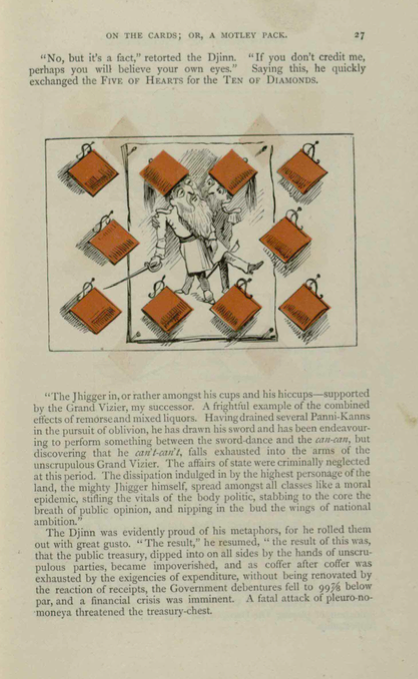 ON THE CARDS; OR, A MOTLEY PACK. 27
"No, but it's a fact," retorted the Djinn. "If you don't credit me,
perhaps you will believe your own eyes." Saying this, he quickly
exchanged the FIVE OF HEARTS for the TEN OF DIAMONDS.
"The Jhigger in, or rather amongst his cups and his hiccups—supported
by the Grand Vizier, my successor. A frightful example of the combined
effects of remorse and mixed liquors. Having drained several Panni-Kanns
in the pursuit of oblivion, he has drawn his sword and has been endeavour-
ing to perform something between the sword-dance and the can-can, but
discovering that he can't-can't, falls exhausted into the arms of the
unscrupulous Grand Vizier. The affairs of state were criminally neglected
at this period. The dissipation indulged in by the highest personage of the
land, the mighty Jhigger himself, spread amongst all classes like a moral
epidemic, stifling the vitals of the body politic, stabbing to the core the
breath of public opinion, and nipping in the bud the wings of national
ambition."
The Djinn was evidently proud of his metaphors, for he rolled them
out with great gusto. "The result," he resumed, "the result of this was,
that the public treasury, dipped into on all sides by the hands of unscru-
pulous parties, became impoverished, and as coffer after coffer was
exhausted by the exigencies of expenditure, without being renovated by
the reaction of receipts, the Government debentures fell to 99⅞ below
par, and a financial crisis was imminent. A fatal attack of pleuro-no-
moneya threatened the treasury-chest.